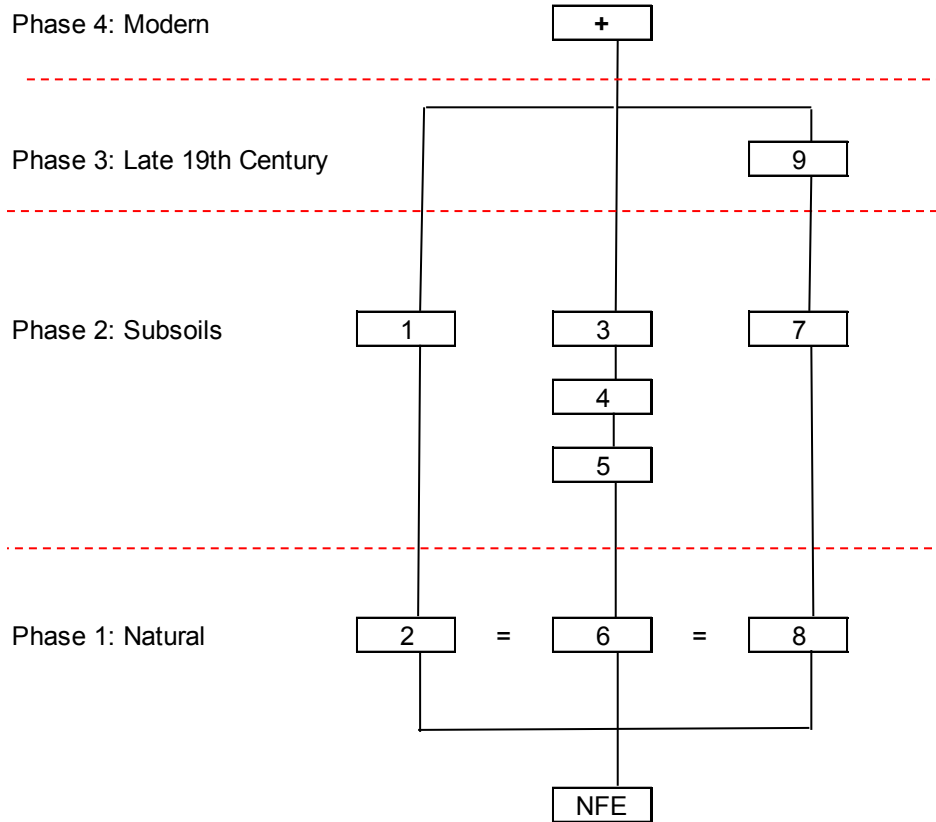 Phase 4: Modern +
Phase 3: Late 19th Century 9
Phase 2: Subsoils 1 3 7
4
5
Phase 1: Natural 2 = 6 = 8
NFE